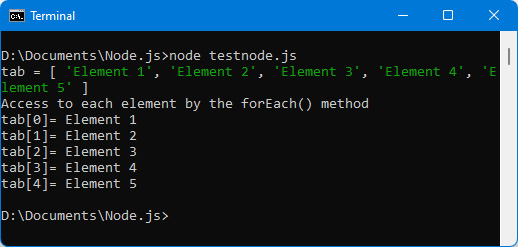 Terminal
D:\Documents\Node.js>node testnode.js
tab = [ 'Element 1', 'Element 2', 'Element 3', 'Element 4', 'E
lement 5' ]
Access to each element by the forEach() method
tab[0]= Element 1
tab[1]= Element 2
tab[2]= Element 3
tab[3]= Element 4
tab[4]= Element 5
D:\Documents\Node.js>